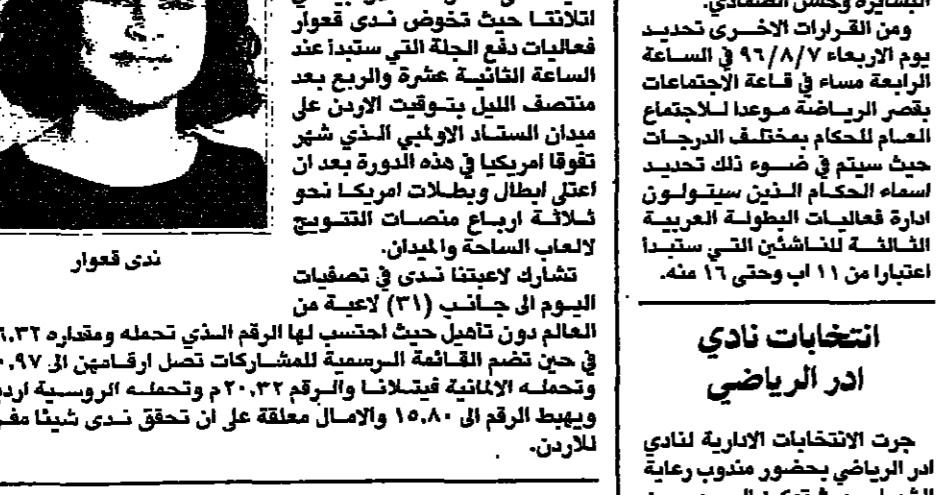 البشايرة وحسن الصمادي.
ومن القرارات الاخرى تحديد
يوم الاربعاء ٩٦/٨/٧ في الساعة
الرابعة مساء في قاعة الاجتماعات
بقصر الرياضة موعدا للاجتماع
العام للحكام بمختلف الدرجات
حيث سيتم في ضوء ذلك تحديد
اسماء الحكام الذين سيتولون
ادارة فعاليات البطولة العربية
الثالثة للناشئين التي ستبدأ
اعتبارا من ١١ اب وحتى ١٦ منه.
انتخابات نادي
ادر الرياضي
جرت الانتخابات الادارية لنادي
ادر الرياضي بحضور مندوب رعاية
اتلانتا حيث تخوض ندى قعوار
فعاليات دفع الجلة التي ستبدأ عند
الساعة الثانية عشرة والربع بعد
منتصف الليل بتوقيت الاردن على
ميدان الستاد الاولمبي الذي شهر
تفوقا امريكيا في هذه الدورة بعد ان
اعتلى ابطال وبطلات امريكا نحو
ثلاثة ارباع منصات التتويج
لالعاب الساحة والميدان.
تشارك لاعبتنا ندى في تصفيات
اليوم الى جانب (٣١) لاعبة من
العالم دون تأهيل حيث احتسب لها الرقم الذي تحمله ومقداره ٦,٣٢
في حين تضم القائمة الرسمية للمشاركات تصل ارقامهن الى ٠,٩٧
وتحمله الالمانية فيتلانا والرقم ٢٠,٣٢م وتحمله الروسية
ويهبط الرقم الى ١٥,٨٠ والامال معلقة على ان تحقق ندى شيئا
للاردن.
ندى قعوار